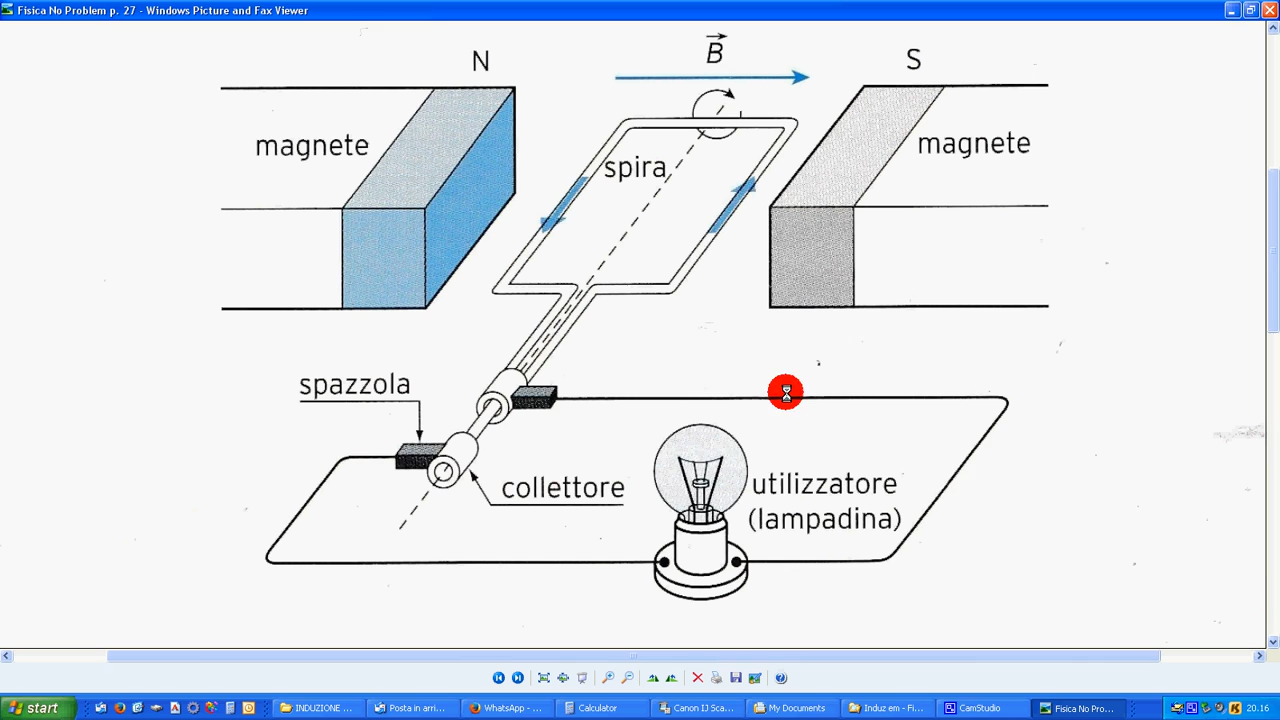 Fisica No Problem p. 27 - Windows Picture and Fax Viewer
N
B
S
magnete
magnete
spira
spazzola
collettore
utilizzatore
(lampadina)
start
INDUZIONE ...
Posta in arri...
WhatsApp - ...
Calculator
Canon IJ Sca...
My Documents
Induz em - Fi...
CamStudio
Fisica No Pro...
20.16